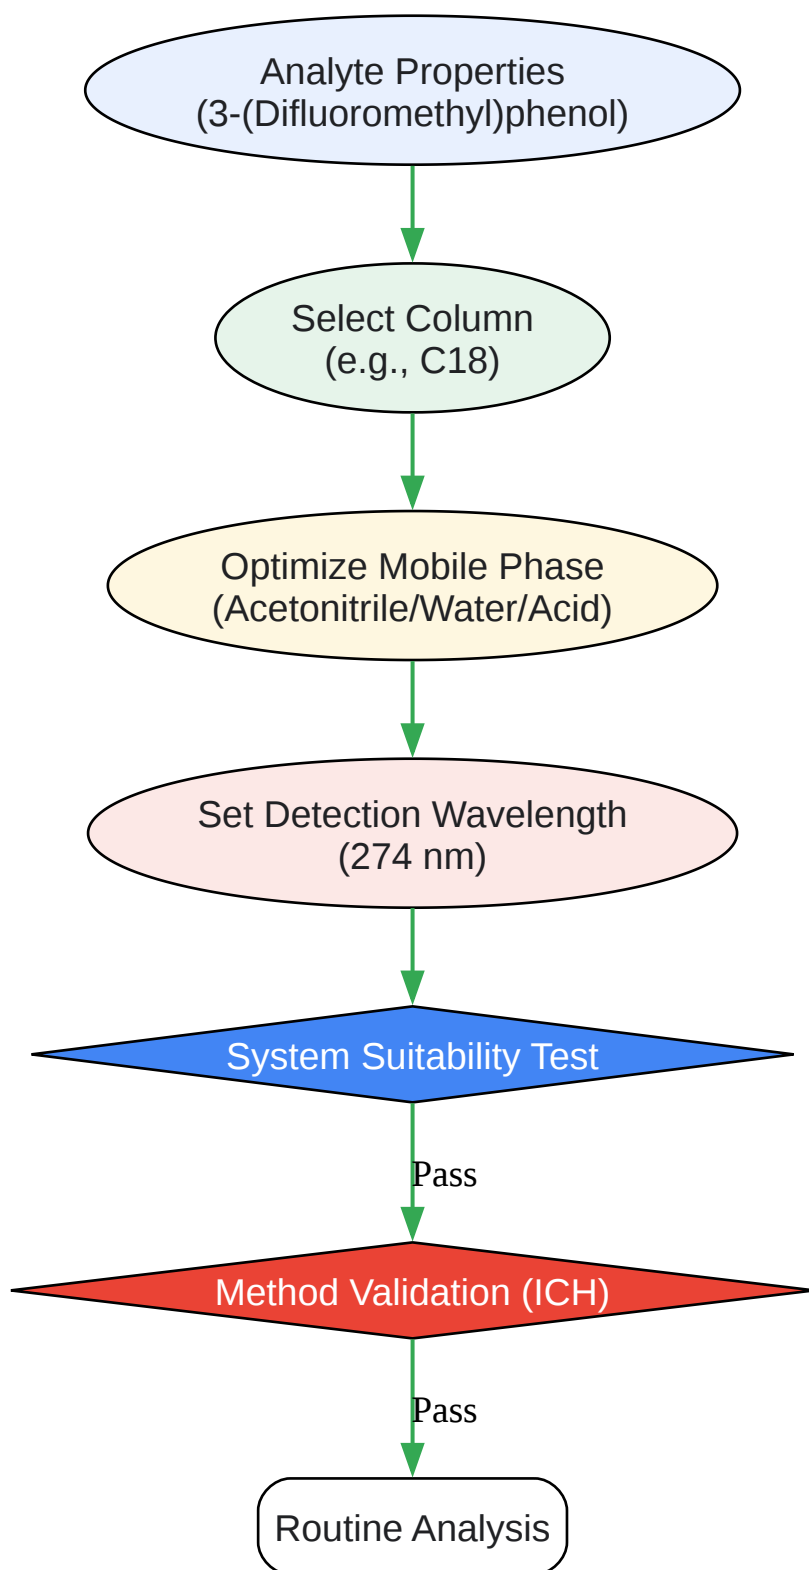 Analyte Properties
(3-(Difluoromethyl)phenol)
Select Column
(e.g., C18)
Optimize Mobile Phase
(Acetonitrile/Water/Acid)
Set Detection Wavelength
(274 nm)
System Suitability Test
Pass
Method Validation (ICH)
Pass
Routine Analysis